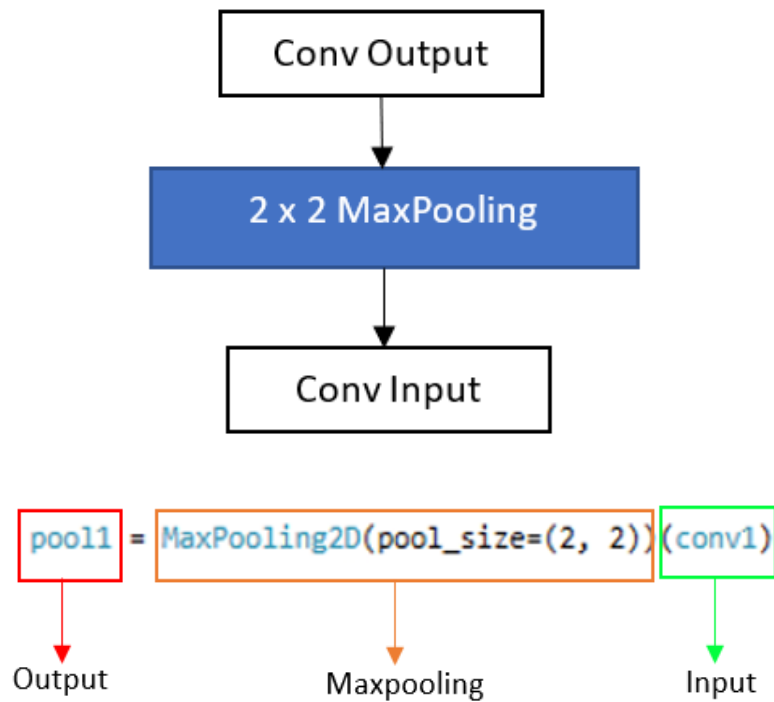 Conv Output
2 x 2 MaxPooling
Conv Input
pool1 = MaxPooling2D(pool_size=(2, 2))(conv1)
Output Maxpooling Input